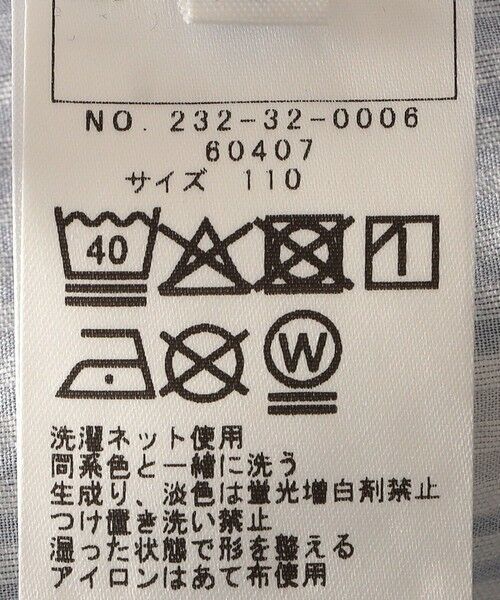 NO. 232-32-0006
60407
サイズ 110
40
W
洗濯ネット使用
同系色と一緒に洗う
生成り、淡色は蛍光増白剤禁止
つけ置き洗い禁止
湿った状態で形を整える
アイロンはあて布使用